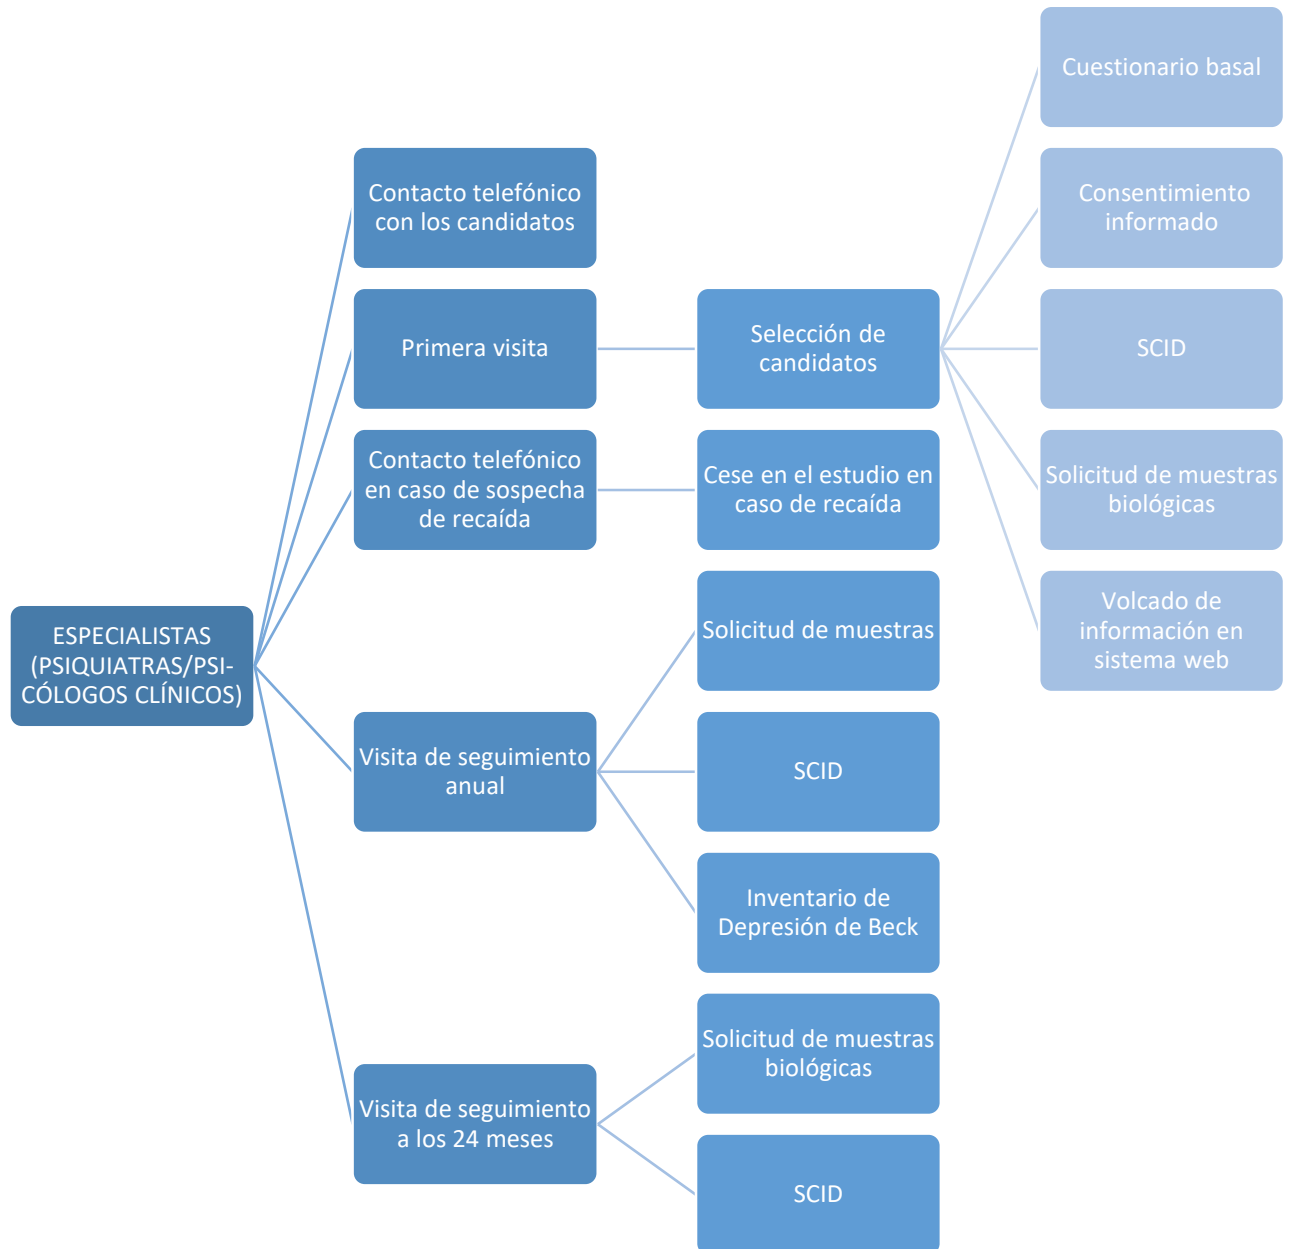 ESPECIALISTAS
(PSIQUIATRAS/PSI-
CÓLOGOS CLÍNICOS)
Contacto telefónico
con los candidatos
Primera visita
Selección de
candidatos
Cuestionario basal
Consentimiento
informado
SCID
Solicitud de muestras
biológicas
Volcado de
información en
sistema web
Contacto telefónico
en caso de sospecha
de recaída
Cese en el estudio en
caso de recaída
Visita de seguimiento
anual
Solicitud de muestras
SCID
Inventario de
Depresión de Beck
Visita de seguimiento
a los 24 meses
Solicitud de muestras
biológicas
SCID